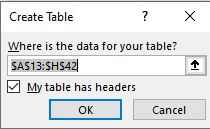 Create Table
?
×
Where is the data for your table?
$A$13:$H$42
My table has headers
OK
Cancel